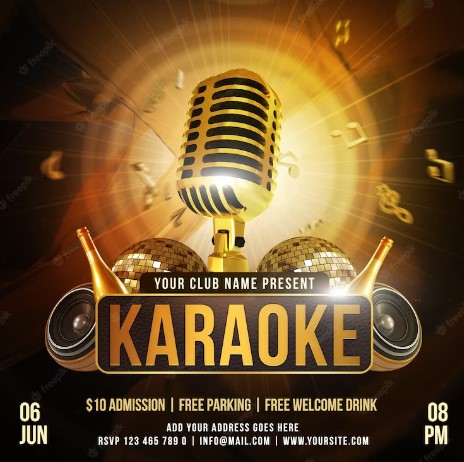 YOUR CLUB NAME PRESENT
KARAOKE
$10 ADMISSION | FREE PARKING | FREE WELCOME DRINK
06
JUN
ADD YOUR ADDRESS GOES HERE
RSVP 123 465 789 0 | INFO@MAIL.COM | WWW.YOURSITE.COM
08
PM